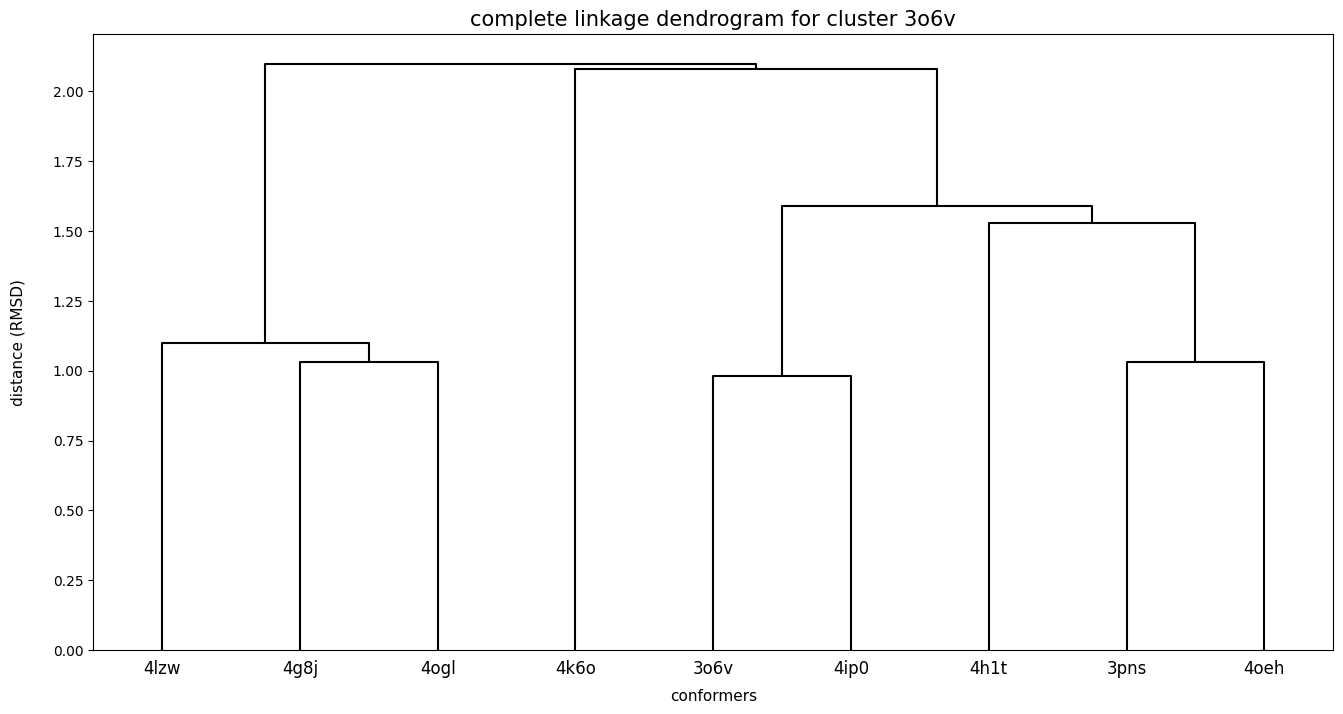 complete linkage dendrogram for cluster 3o6v
distance (RMSD)
2.00
1.75
1.50
1.25
1.00
0.75
0.50
0.25
0.00
4lzw 4g8j 4ogl 4k6o 3o6v 4ip0 4h1t 3pns 4oeh
conformers